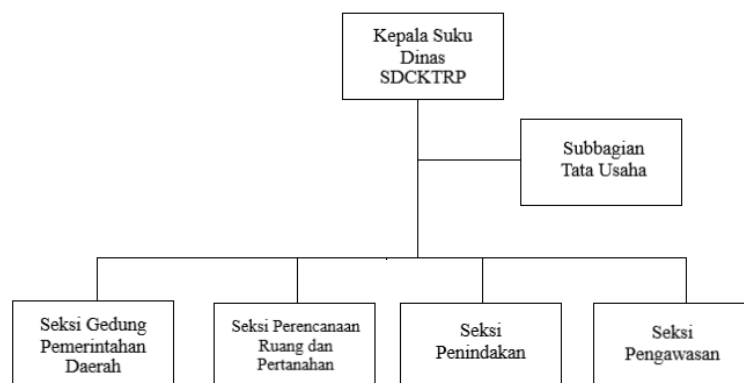 Kepala Suku
Dinas
SDCKTRP
Subbagian
Tata Usaha
Seksi Gedung
Pemerintahan
Daerah
Seksi Perencanaan
Ruang dan
Pertanahan
Seksi
Penindakan
Seksi
Pengawasan